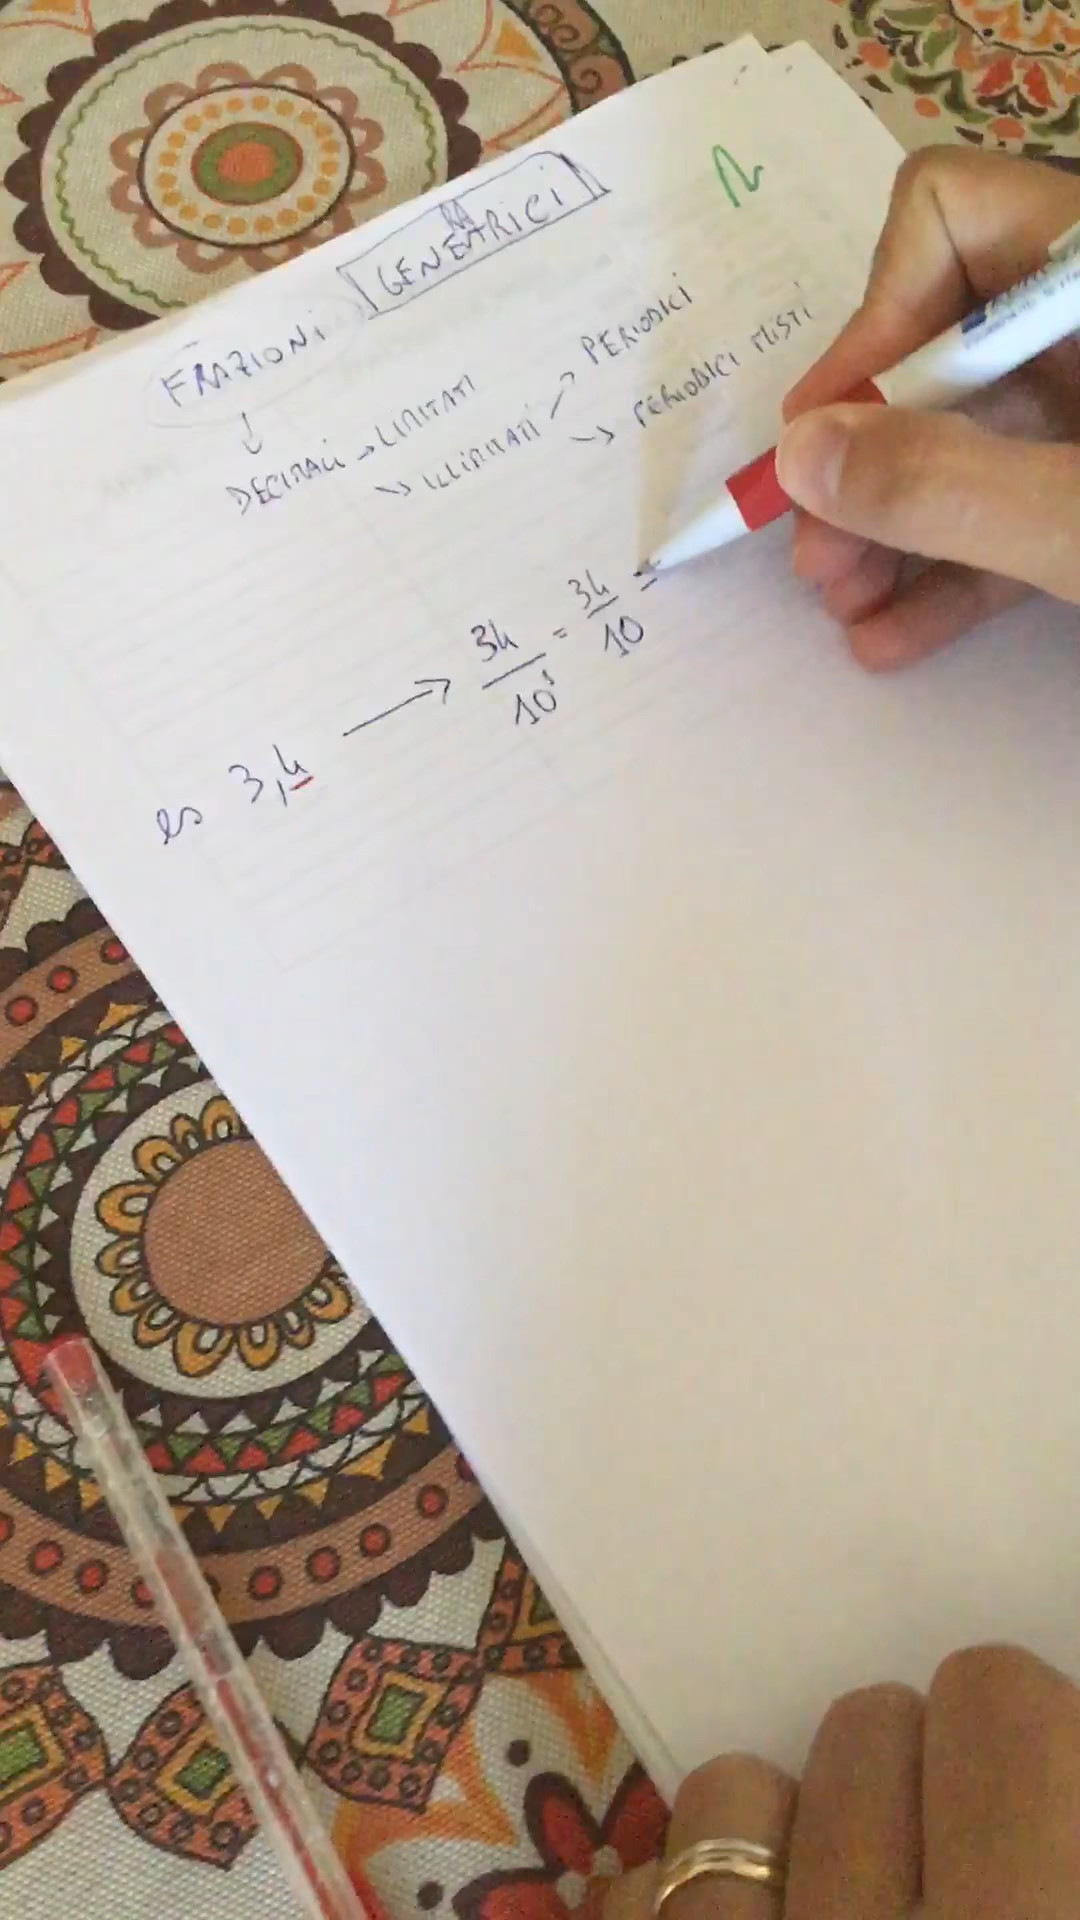 FRAZIONI GENERATRICI
DECIMALI → LIMITATI
→ ILLIMITATI → PERIODICI
→ PERIODICI MISTI
es 3,4 → 34/10¹ = 34/10 =